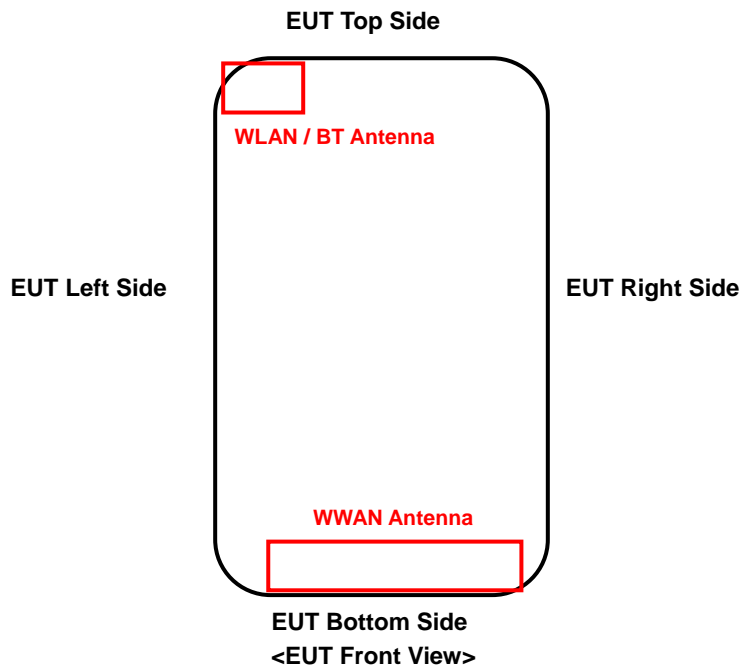 EUT Top Side
WLAN / BT Antenna
EUT Left Side
EUT Right Side
WWAN Antenna
EUT Bottom Side
<EUT Front View>